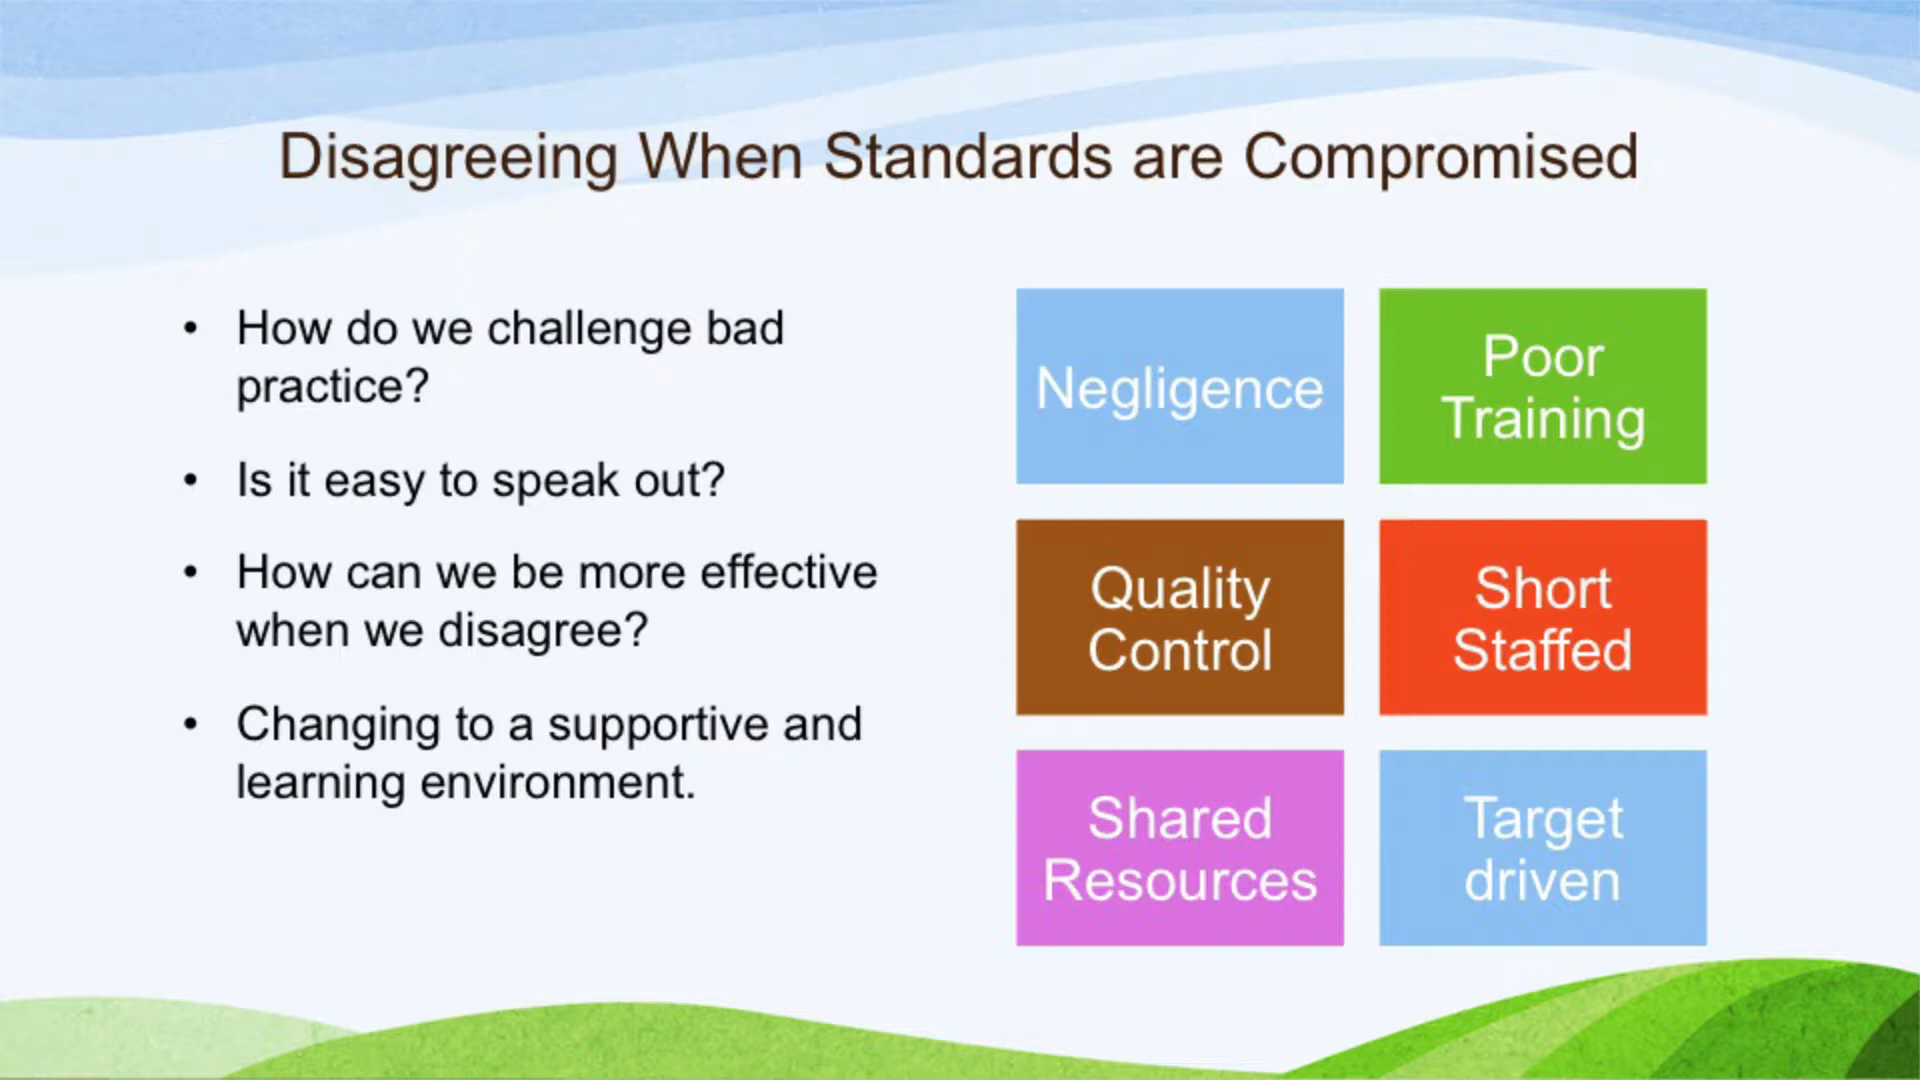 Disagreeing When Standards are Compromised
• How do we challenge bad
practice?
• Is it easy to speak out?
• How can we be more effective
when we disagree?
• Changing to a supportive and
learning environment.
Negligence
Poor
Training
Quality
Control
Short
Staffed
Shared
Resources
Target
driven